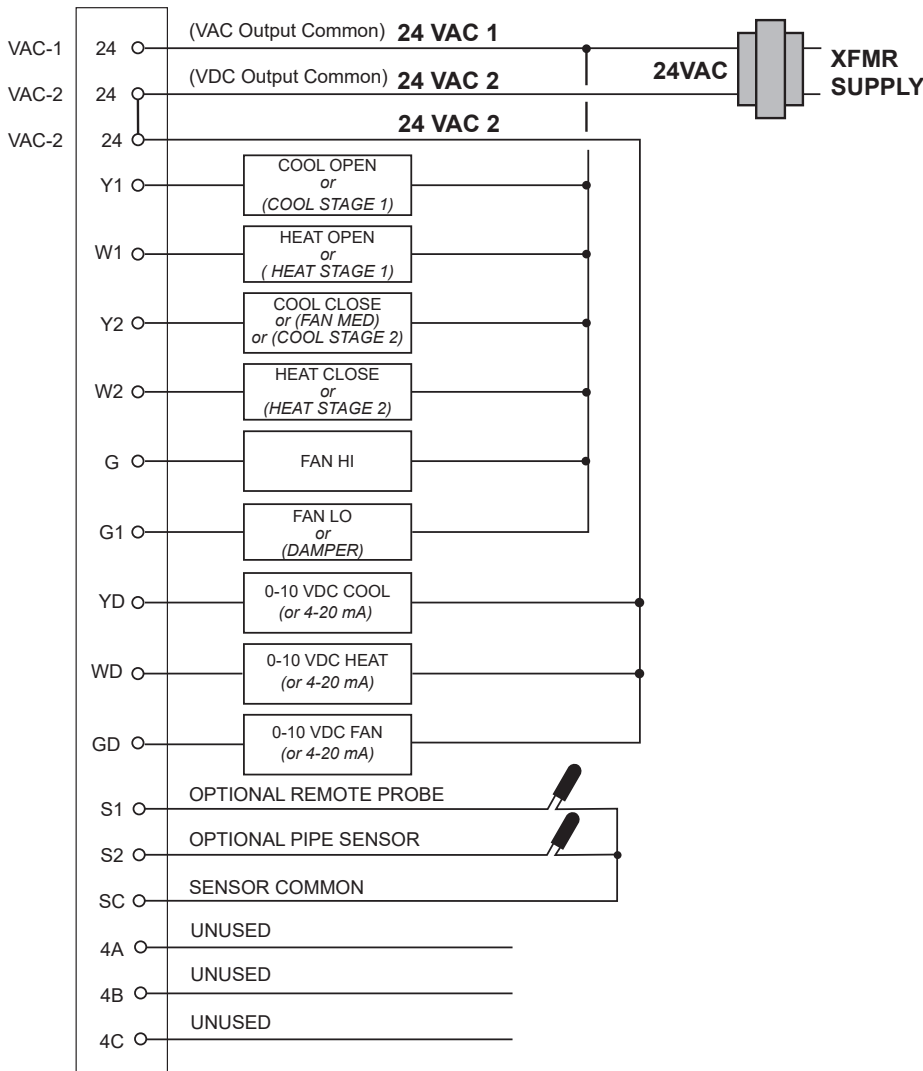 VAC-1 24 (VAC Output Common) 24 VAC 1
VAC-2 24 (VDC Output Common) 24 VAC 2
24VAC
XFMR
SUPPLY
VAC-2 24 24 VAC 2
Y1 COOL OPEN
or
(COOL STAGE 1)
W1 HEAT OPEN
or
( HEAT STAGE 1)
Y2 COOL CLOSE
or (FAN MED)
or (COOL STAGE 2)
W2 HEAT CLOSE
or
(HEAT STAGE 2)
G FAN HI
G1 FAN LO
or
(DAMPER)
YD 0-10 VDC COOL
(or 4-20 mA)
WD 0-10 VDC HEAT
(or 4-20 mA)
GD 0-10 VDC FAN
(or 4-20 mA)
S1 OPTIONAL REMOTE PROBE
S2 OPTIONAL PIPE SENSOR
SC SENSOR COMMON
4A UNUSED
4B UNUSED
4C UNUSED